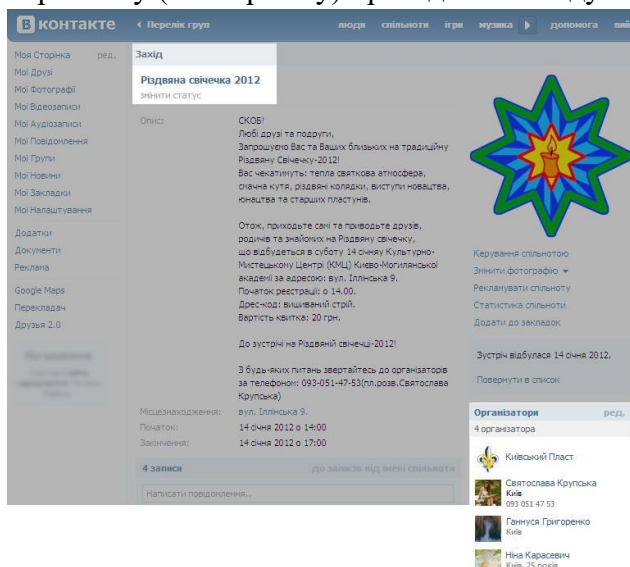 В контакте
Перелік груп
люди
спільноти
ігри
музика
допомога
Моя Сторінка
ред.
Мої Друзі
Мої Фотографії
Мої Відеозаписи
Мої Аудіозаписи
Мої Повідомлення
Мої Групи
Мої Новини
Мої Закладки
Мої Налаштування
Додатки
Документи
Реклама
Google Maps
Перекладач
Друзья 2.0
Захід
Різдвяна свічечка 2012
змінити статус
Опис:
СКОБ!
Любі друзі та подруги,
Запрошуємо Вас та Ваших близьких на традиційну
Різдвяну Свічечку-2012!
Вас чекатимуть: тепла святкова атмосфера,
смачна кутя, різдвяні колядки, виступи новацтва,
юнацтва та старших пластунів.
Отож, приходьте самі та приводьте друзів,
родичів та знайомих на Різдвяну свічечку,
що відбудеться в суботу 14 січняу Культурно-
Мистецькому Центрі (КМЦ) Києво-Могилянської
академії за адресою: вул. Іллінська 9.
Початок реєстрації: о 14.00.
Дрес-код: вишиваний стрій.
Вартість квитка: 20 грн.
До зустрічі на Різдвяній свічечці-2012!
З будь-яких питань звертайтесь до організаторів
за телефоном: 093-051-47-53(пл.розв.Святослава
Крупська)
Місцезнаходження: вул. Іллінська 9.
Початок: 14 січня 2012 о 14:00
Закінчення: 14 січня 2012 о 17:00
4 записи
до записів від імені спільноти
Написати повідомлення..
Керування спільнотою
Змінити фотографію
Рекламувати спільноту
Статистика спільноти
Додати до закладок
Зустріч відбулася 14 січня 2012.
Повернути в список
Організатори
ред.
4 організатора
Київський Пласт
Святослава Крупська
Київ
093 051 47 53
Ганнуся Григоренко
Київ
Ніна Карасевич
Київ, 25 років